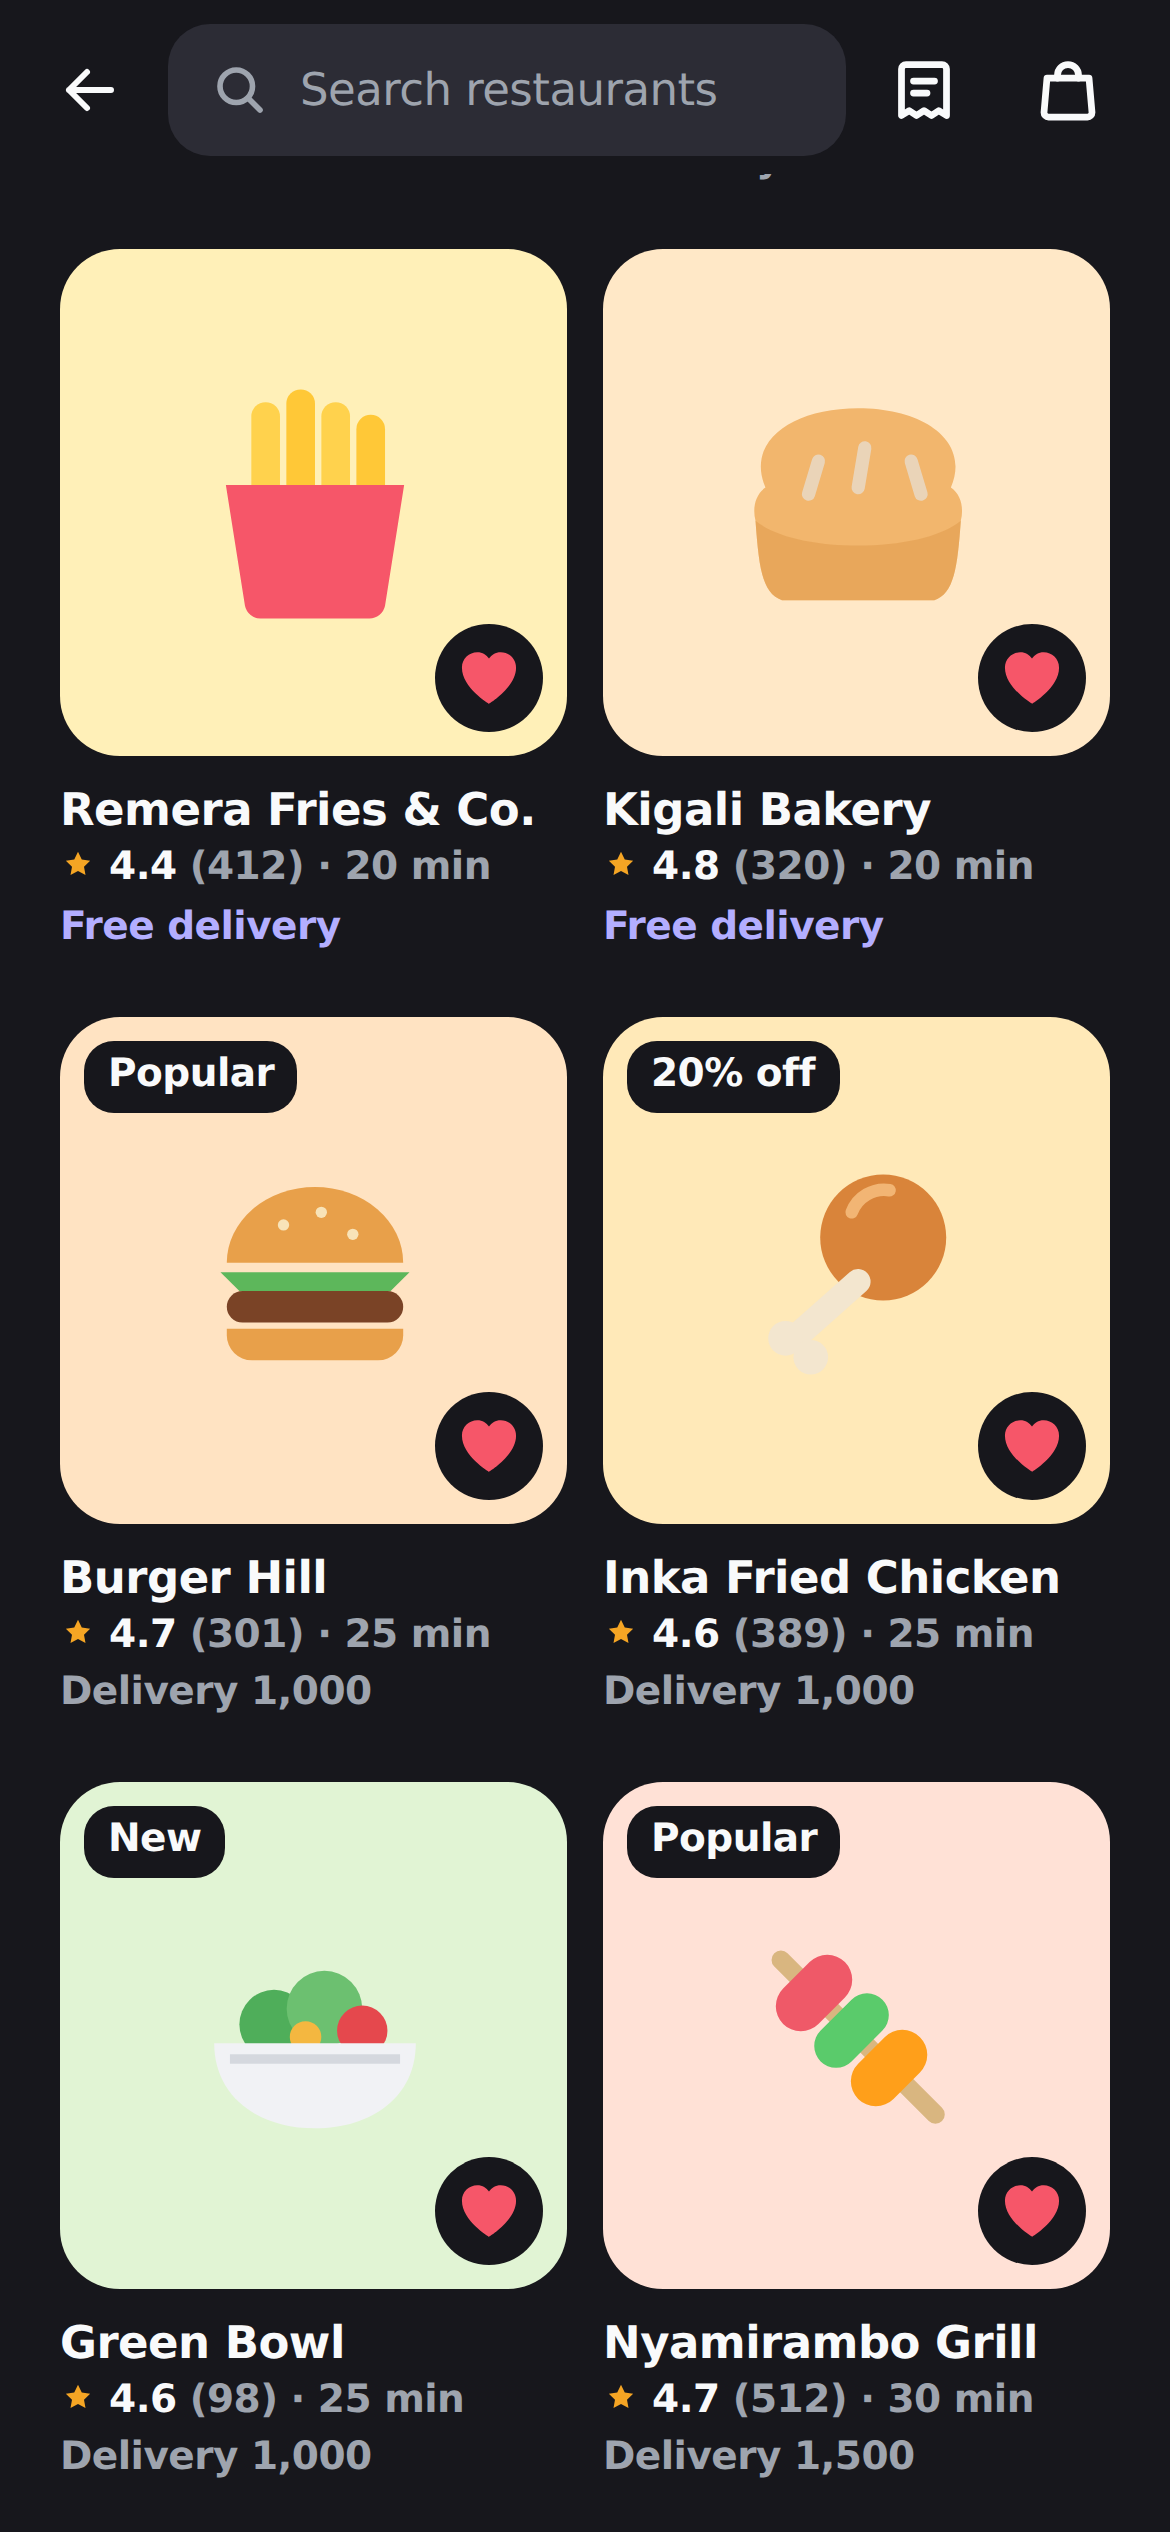 Search restaurants
Remera Fries & Co.
4.4 (412) · 20 min
Free delivery
Kigali Bakery
4.8 (320) · 20 min
Free delivery
Popular
Burger Hill
4.7 (301) · 25 min
Delivery 1,000
20% off
Inka Fried Chicken
4.6 (389) · 25 min
Delivery 1,000
New
Green Bowl
4.6 (98) · 25 min
Delivery 1,000
Popular
Nyamirambo Grill
4.7 (512) · 30 min
Delivery 1,500